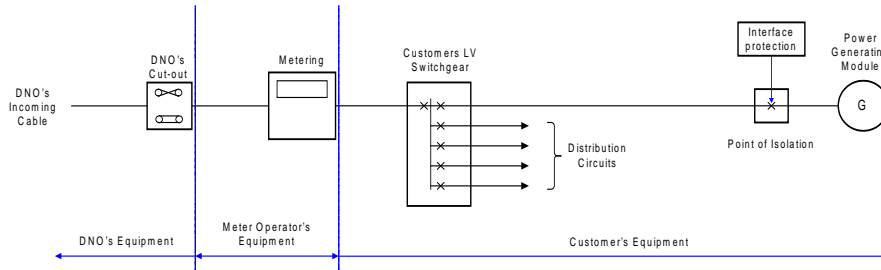 DNO's
Incoming
Cable
DNO's
Cut-out
Metering
Customers LV
Switchgear
Interface
protection
Power
Generating
Module
G
Point of Isolation
Distribution
Circuits
DNO's Equipment
Meter Operator's
Equipment
Customer's Equipment